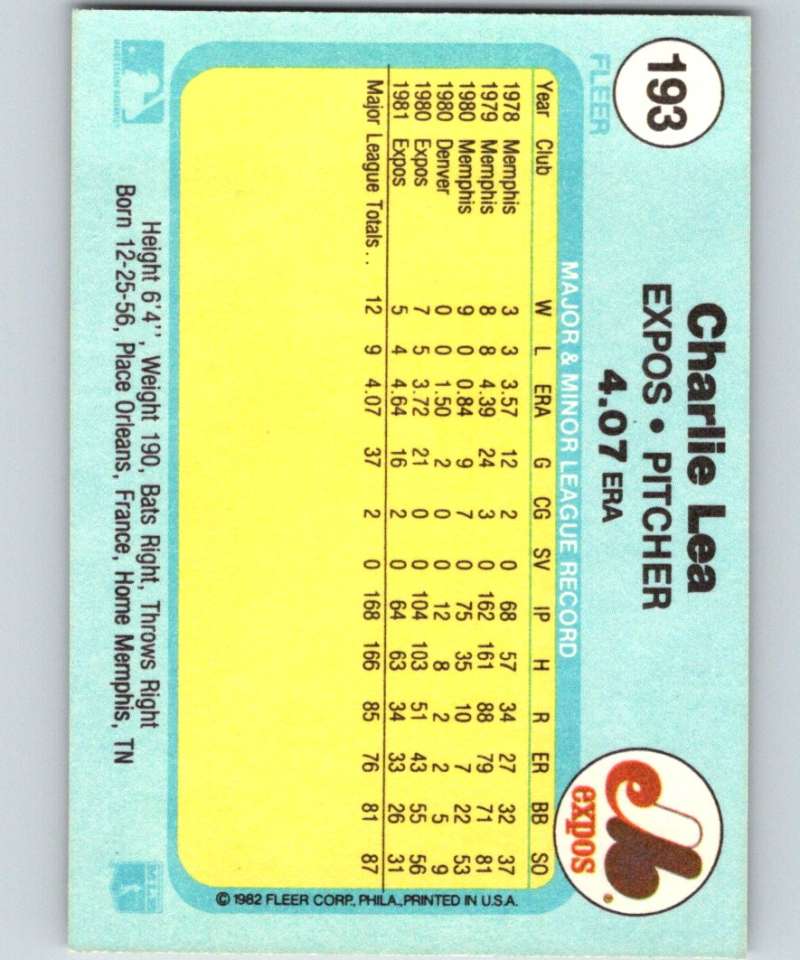 193
FLEER
Charlie Lea
EXPOS • PITCHER
4.07 ERA
expos
MAJOR & MINOR LEAGUE RECORD
Year Club W L ERA G CG SV IP H R ER BB SO
1978 Memphis 3 3 3.57 12 2 0 68 57 34 27 32 37
1979 Memphis 8 8 4.39 24 3 0 162 161 88 79 71 81
1980 Memphis 9 0 0.84 9 7 0 75 35 10 7 22 53
1980 Denver 0 0 1.50 2 0 0 12 8 2 2 5 9
1980 Expos 7 5 3.72 21 0 0 104 103 51 43 55 56
1981 Expos 5 4 4.64 16 2 0 64 63 34 33 26 31
Major League Totals . . 12 9 4.07 37 2 0 168 166 85 76 81 87
© 1982 FLEER CORP., PHILA., PRINTED IN U.S.A.
Height 6'4'', Weight 190, Bats Right, Throws Right
Born 12-25-56, Place Orleans, France, Home Memphis, TN